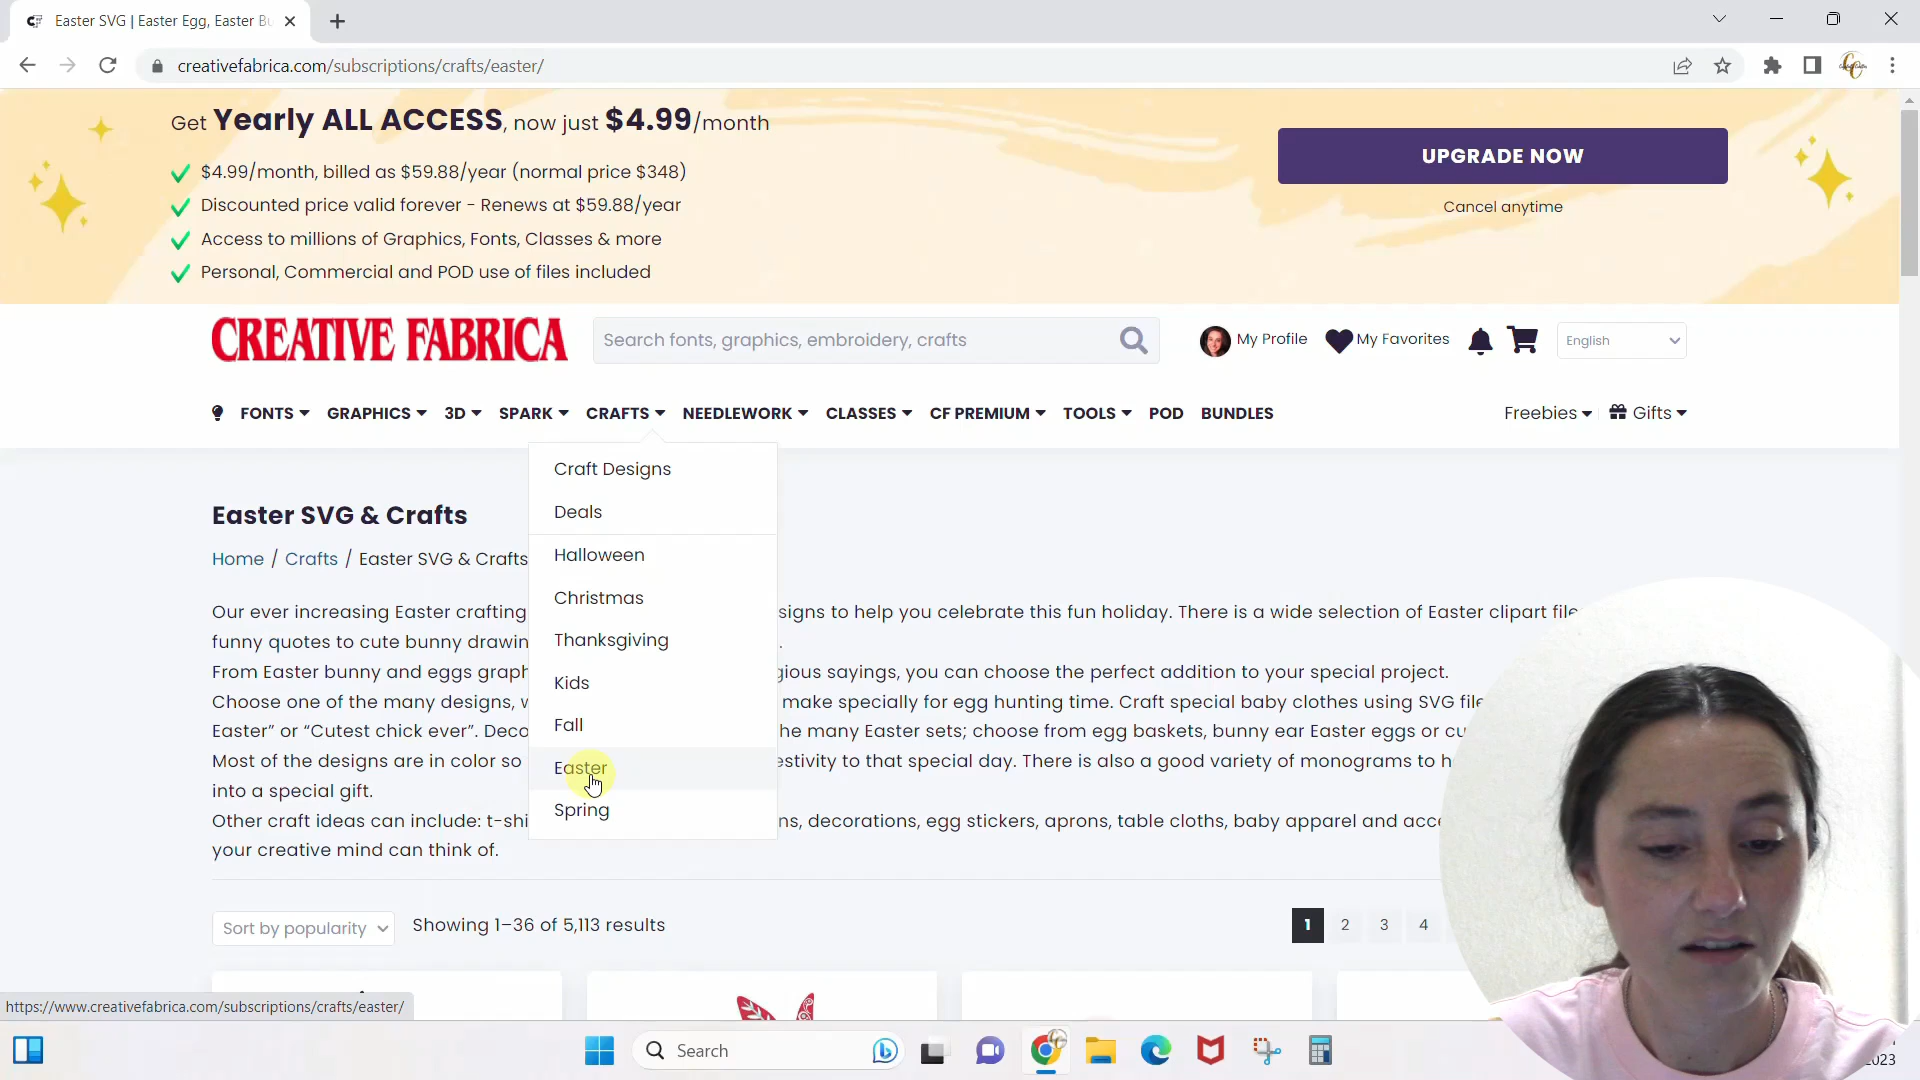 Easter SVG | Easter Egg, Easter Bu
creativefabrica.com/subscriptions/crafts/easter/
Get Yearly ALL ACCESS, now just $4.99/month
$4.99/month, billed as $59.88/year (normal price $348)
Discounted price valid forever - Renews at $59.88/year
Access to millions of Graphics, Fonts, Classes & more
Personal, Commercial and POD use of files included
UPGRADE NOW
Cancel anytime
CREATIVE FABRICA
Search fonts, graphics, embroidery, crafts
My Profile
My Favorites
English
FONTS GRAPHICS 3D SPARK CRAFTS NEEDLEWORK CLASSES CF PREMIUM TOOLS POD BUNDLES
Freebies Gifts
Craft Designs
Deals
Halloween
Christmas
Thanksgiving
Kids
Fall
Easter
Spring
Easter SVG & Crafts
Home / Crafts / Easter SVG & Crafts
Our ever increasing Easter crafting signs to help you celebrate this fun holiday. There is a wide selection of Easter clipart file
funny quotes to cute bunny drawin .
From Easter bunny and eggs graph gious sayings, you can choose the perfect addition to your special project.
Choose one of the many designs, make specially for egg hunting time. Craft special baby clothes using SVG file
Easter” or “Cutest chick ever”. Deco he many Easter sets; choose from egg baskets, bunny ear Easter eggs or cu
Most of the designs are in color so estivity to that special day. There is also a good variety of monograms to
into a special gift.
Other craft ideas can include: t-shi ns, decorations, egg stickers, aprons, table cloths, baby apparel and acce
your creative mind can think of.
Sort by popularity
Showing 1–36 of 5,113 results
1 2 3 4
https://www.creativefabrica.com/subscriptions/crafts/easter/
Search